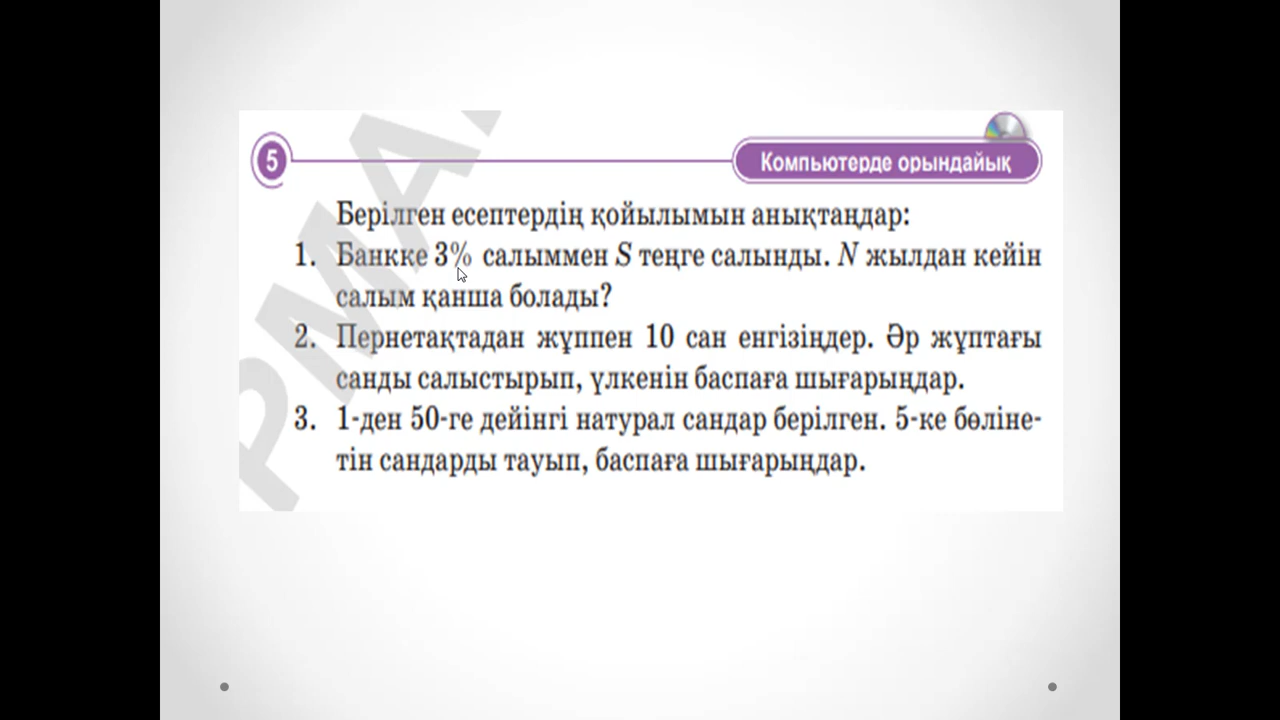 5
Компьютерде орындайық
Берілген есептердің қойылымын анықтаңдар:
1. Банкке 3% салыммен S теңге салынды. N жылдан кейін
салым қанша болады?
2. Пернетақтадан жұппен 10 сан енгізіңдер. Әр жұптағы
санды салыстырып, үлкенін баспаға шығарыңдар.
3. 1-ден 50-ге дейінгі натурал сандар берілген. 5-ке бөліне-
тін сандарды тауып, баспаға шығарыңдар.